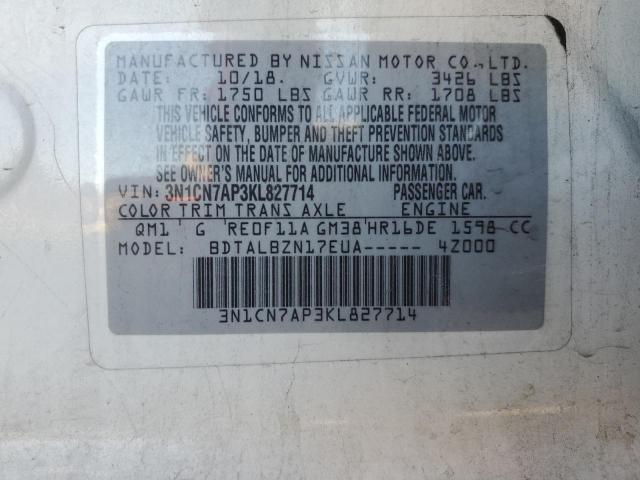 MANUFACTURED BY NISSAN MOTOR CO.,LTD.
DATE: 10/18. GVWR: 3426 LBS
GAWR FR: 1750 LBS GAWR RR: 1708 LBS
THIS VEHICLE CONFORMS TO ALL APPLICABLE FEDERAL MOTOR
VEHICLE SAFETY, BUMPER AND THEFT PREVENTION STANDARDS
IN EFFECT ON THE DATE OF MANUFACTURE SHOWN ABOVE.
SEE OWNER'S MANUAL FOR ADDITIONAL INFORMATION.
VIN: 3N1CN7AP3KL827714 PASSENGER CAR.
COLOR TRIM TRANS AXLE ENGINE
QM1 G RE0F11A GM38 HR16DE 1598 CC
MODEL: BDTALBZN17EUA----- 4Z000
3N1CN7AP3KL827714